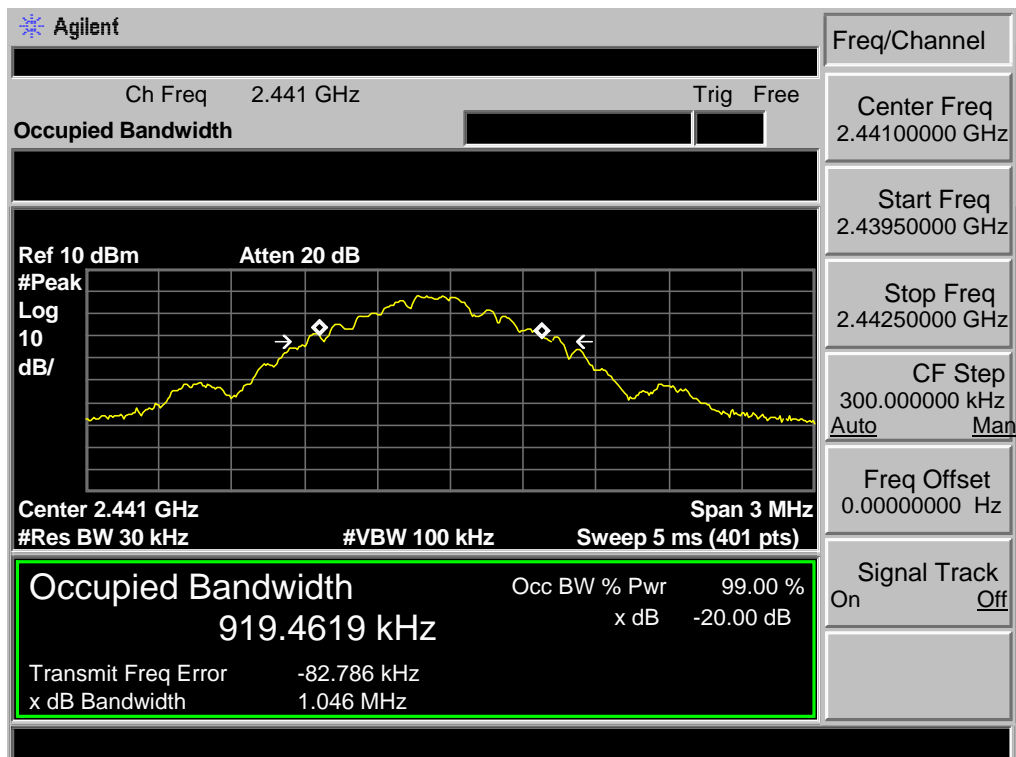 Agilent
Freq/Channel
Ch Freq 2.441 GHz Trig Free
Occupied Bandwidth
Center Freq
2.44100000 GHz
Start Freq
2.43950000 GHz
Stop Freq
2.44250000 GHz
CF Step
300.000000 kHz
Auto Man
Freq Offset
0.00000000 Hz
Signal Track
On Off
Ref 10 dBm Atten 20 dB
#Peak
Log
10
dB/
Center 2.441 GHz Span 3 MHz
#Res BW 30 kHz #VBW 100 kHz Sweep 5 ms (401 pts)
Occupied Bandwidth
919.4619 kHz
Occ BW % Pwr 99.00 %
x dB -20.00 dB
Transmit Freq Error -82.786 kHz
x dB Bandwidth 1.046 MHz